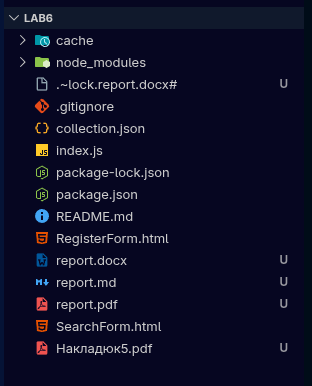 LAB6
cache
node_modules
.~lock.report.docx# U
.gitignore
collection.json
JS index.js
package-lock.json
package.json
README.md
RegisterForm.html
report.docx U
report.md U
report.pdf U
SearchForm.html
Накладюк5.pdf U